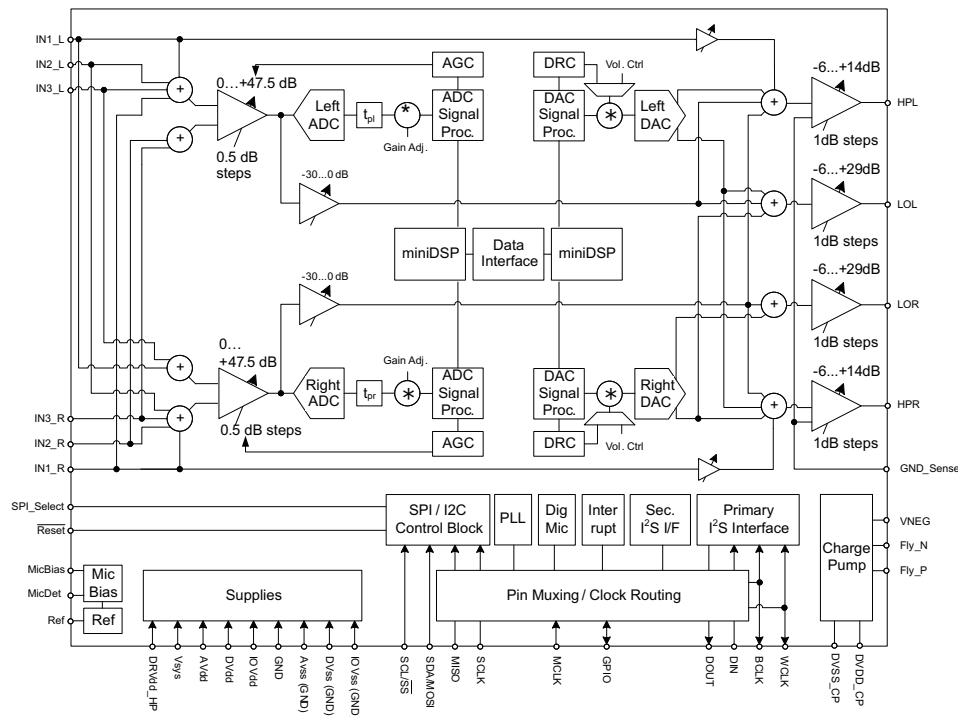 IN1_L
IN2_L
IN3_L
0…+47.5 dB
0.5 dB
steps
Left
ADC
tpl
*
Gain Adj.
AGC
ADC
Signal
Proc.
DRC
Vol. Ctrl
DAC
Signal
Proc.
*
Left
DAC
+
+
+
-6...+14dB
1dB steps
HPL
-30...0 dB
+
-6...+29dB
1dB steps
LOL
miniDSP
Data
Interface
miniDSP
-30...0 dB
+
-6...+29dB
1dB steps
LOR
0…
+47.5 dB
0.5 dB steps
+
+
Right
ADC
tpr
*
Gain Adj.
ADC
Signal
Proc.
AGC
DAC
Signal
Proc.
DRC
*
Vol. Ctrl
Right
DAC
+
-6...+14dB
1dB steps
HPR
IN3_R
IN2_R
IN1_R
GND_Sense
SPI_Select
Reset
SPI / I2C
Control Block
PLL
Dig
Mic
Inter
rupt
Sec.
I2S I/F
Primary
I2S Interface
Charge
Pump
VNEG
Fly_N
Fly_P
MicBias
MicDet
Ref
Mic
Bias
Ref
Supplies
Pin Muxing / Clock Routing
DRVdd_HP
Vsys
AVdd
DVdd
IOVdd
GND
Avss (GND)
DVss (GND)
IOVss (GND
SCL/SS
SDA/MOSI
MISO
SCLK
MCLK
GPIO
DOUT
DIN
BCLK
WCLK
DVSS_CP
DVDD_CP